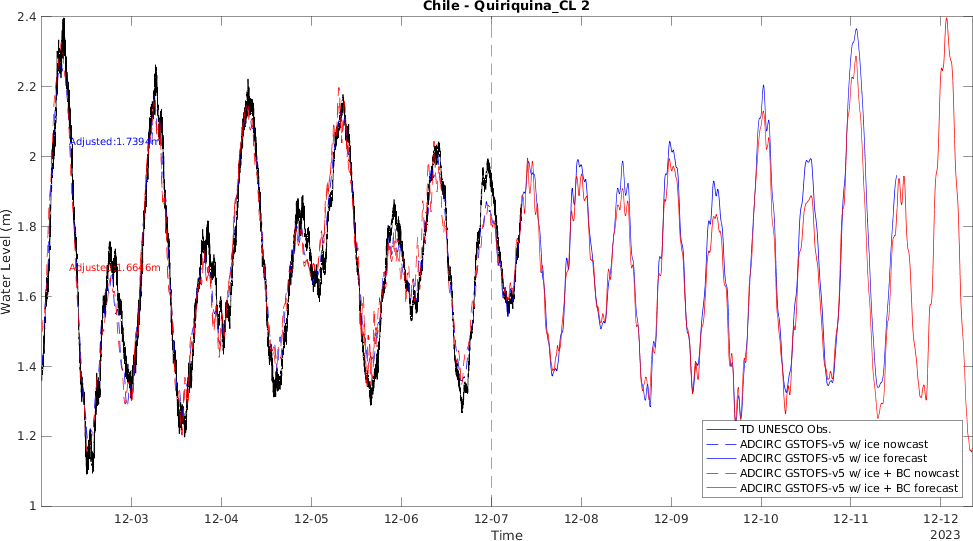 Chile - Quiriquina_CL 2
2.4
2.2
2
1.8
1.6
1.4
1.2
1
Water Level (m)
Adjusted:1.7394m
Adjusted:1.6646m
TD UNESCO Obs.
ADCIRC GSTOFS-v5 w/ ice nowcast
ADCIRC GSTOFS-v5 w/ ice forecast
ADCIRC GSTOFS-v5 w/ ice + BC nowcast
ADCIRC GSTOFS-v5 w/ ice + BC forecast
12-03
12-04
12-05
12-06
12-07
12-08
12-09
12-10
12-11
12-12
Time
2023